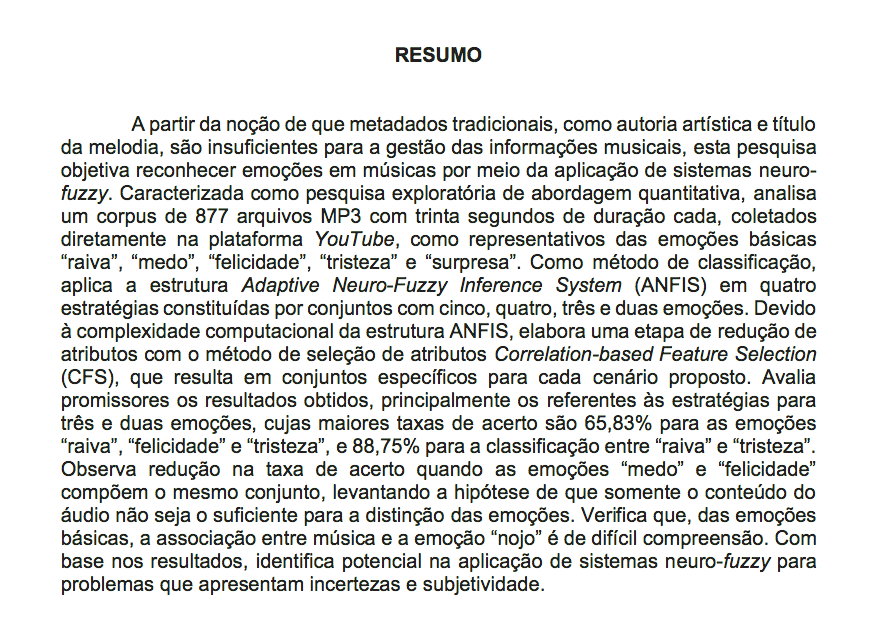 RESUMO
A partir da noção de que metadados tradicionais, como autoria artística e título
da melodia, são insuficientes para a gestão das informações musicais, esta pesquisa
objetiva reconhecer emoções em músicas por meio da aplicação de sistemas neuro-
fuzzy. Caracterizada como pesquisa exploratória de abordagem quantitativa, analisa
um corpus de 877 arquivos MP3 com trinta segundos de duração cada, coletados
diretamente na plataforma YouTube, como representativos das emoções básicas
“raiva”, “medo”, “felicidade”, “tristeza” e “surpresa”. Como método de classificação,
aplica a estrutura Adaptive Neuro-Fuzzy Inference System (ANFIS) em quatro
estratégias constituídas por conjuntos com cinco, quatro, três e duas emoções. Devido
à complexidade computacional da estrutura ANFIS, elabora uma etapa de redução de
atributos com o método de seleção de atributos Correlation-based Feature Selection
(CFS), que resulta em conjuntos específicos para cada cenário proposto. Avalia
promissores os resultados obtidos, principalmente os referentes às estratégias para
três e duas emoções, cujas maiores taxas de acerto são 65,83% para as emoções
“raiva”, “felicidade” e “tristeza”, e 88,75% para a classificação entre “raiva” e “tristeza”.
Observa redução na taxa de acerto quando as emoções “medo” e “felicidade”
compõem o mesmo conjunto, levantando a hipótese de que somente o conteúdo do
áudio não seja o suficiente para a distinção das emoções. Verifica que, das emoções
básicas, a associação entre música e a emoção “nojo” é de difícil compreensão. Com
base nos resultados, identifica potencial na aplicação de sistemas neuro-fuzzy para
problemas que apresentam incertezas e subjetividade.